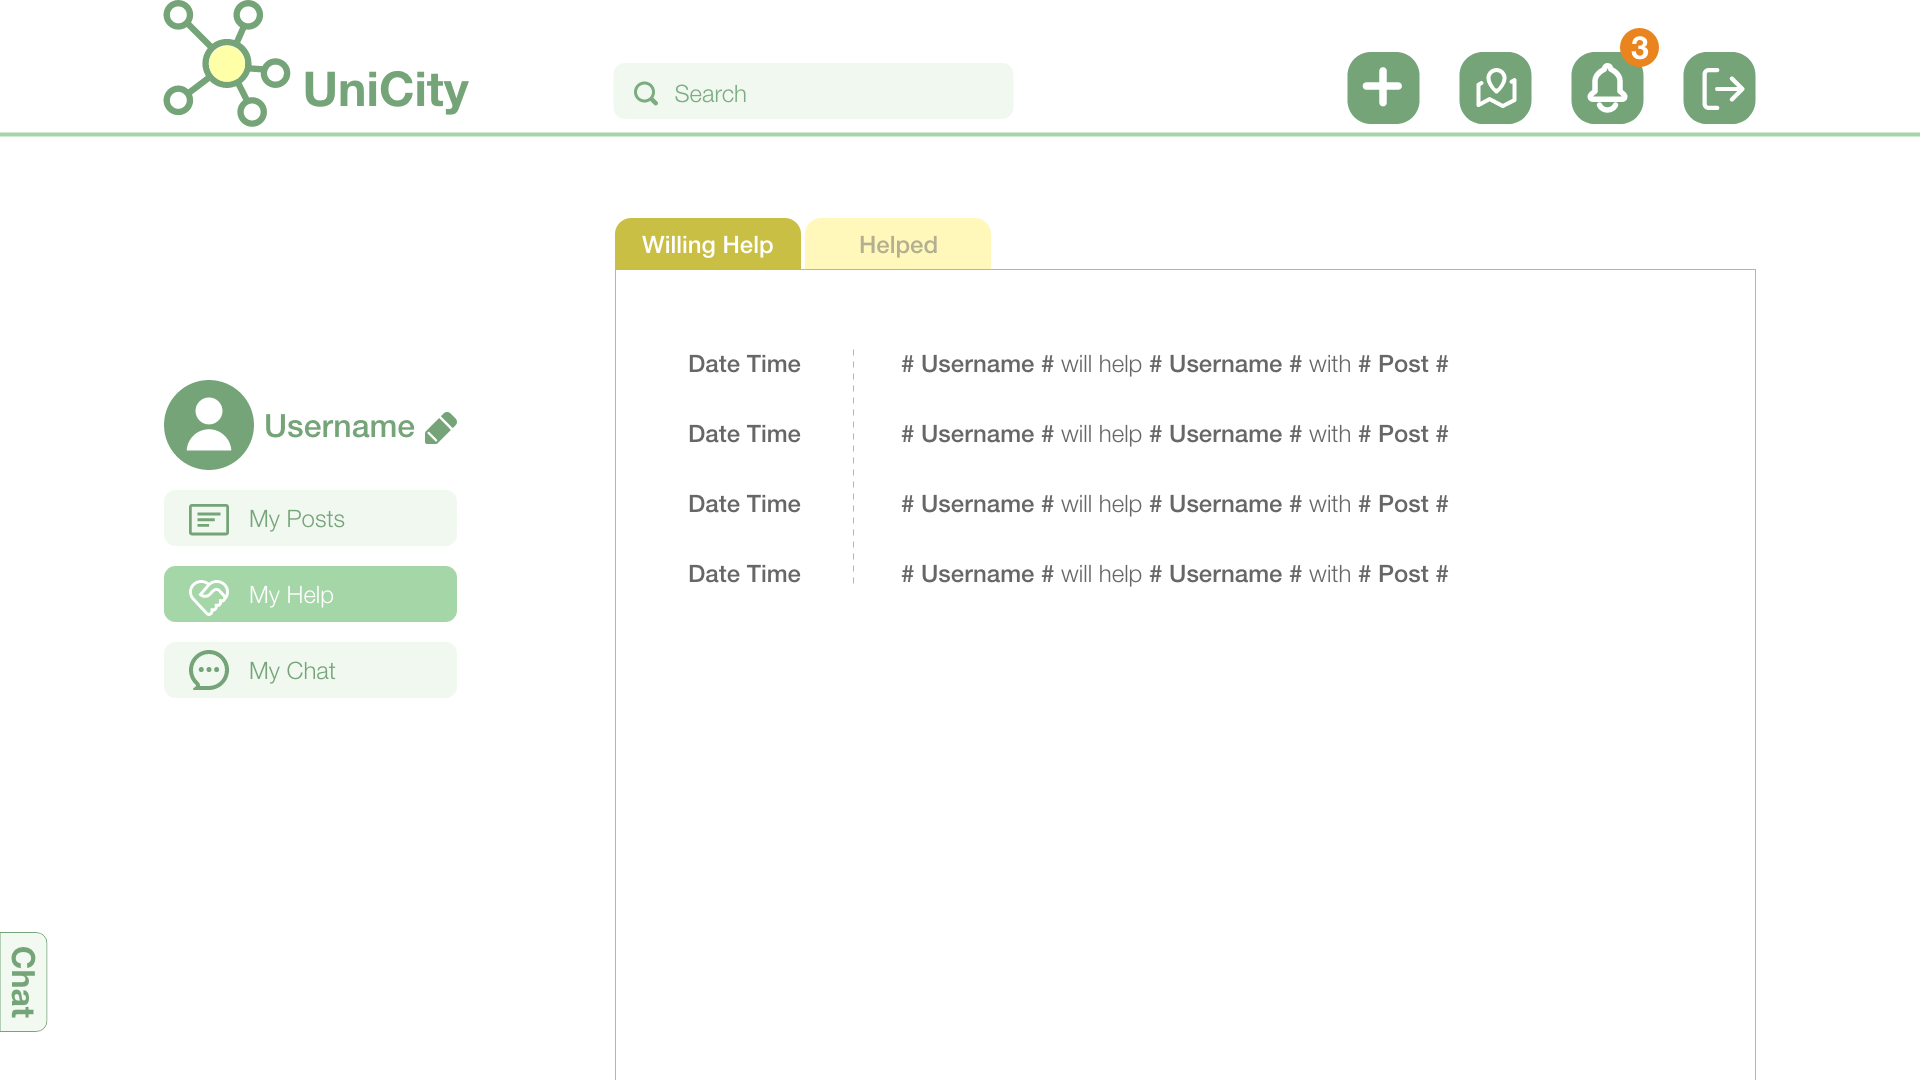 UniCity
Search
3
Willing Help
Helped
Date Time
# Username # will help # Username # with # Post #
Date Time
# Username # will help # Username # with # Post #
Date Time
# Username # will help # Username # with # Post #
Date Time
# Username # will help # Username # with # Post #
Username
My Posts
My Help
My Chat
Chat